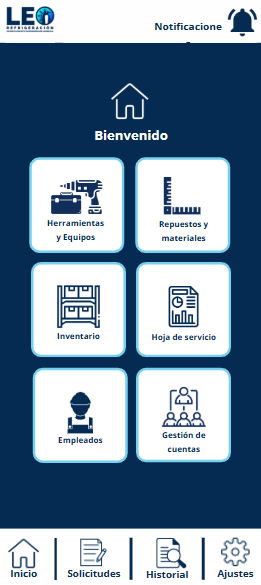 LEO
REFRIGERACIÓN
Notificacione
Bienvenido
Herramientas
y Equipos
Repuestos y
materiales
Inventario
Hoja de servicio
Empleados
Gestión de
cuentas
Inicio
Solicitudes
Historial
Ajustes